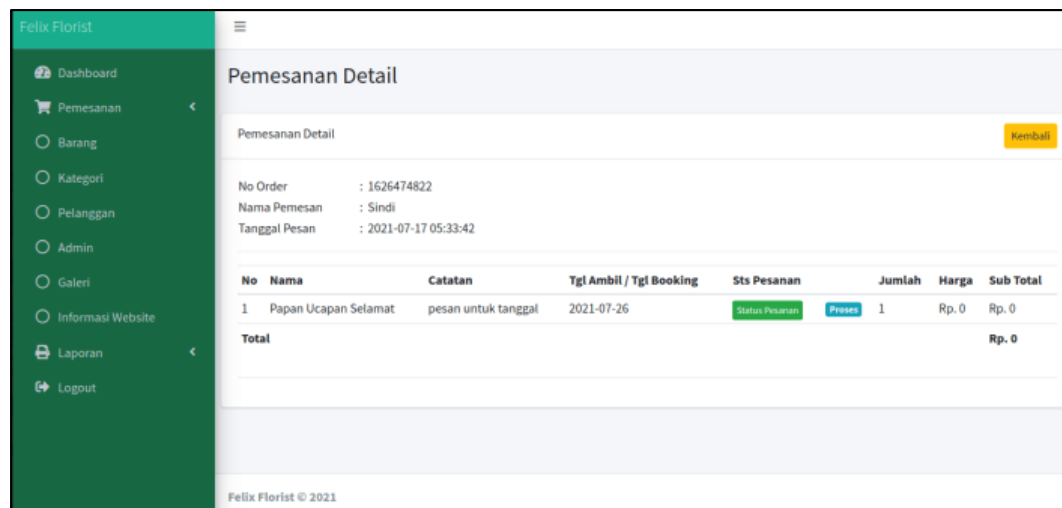 Felix Florist
Dashboard
Pemesanan
Barang
Kategori
Pelanggan
Admin
Galeri
Informasi Website
Laporan
Logout
Pemesanan Detail
Pemesanan Detail Kembali
No Order : 1626474822
Nama Pemesan : Sindi
Tanggal Pesan : 2021-07-17 05:33:42
No Nama Catatan Tgl Ambil / Tgl Booking Sts Pesanan Jumlah Harga Sub Total
1 Papan Ucapan Selamat pesan untuk tanggal 2021-07-26 Status Pesanan Proses 1 Rp. 0 Rp. 0
Total Rp. 0
Felix Florist © 2021